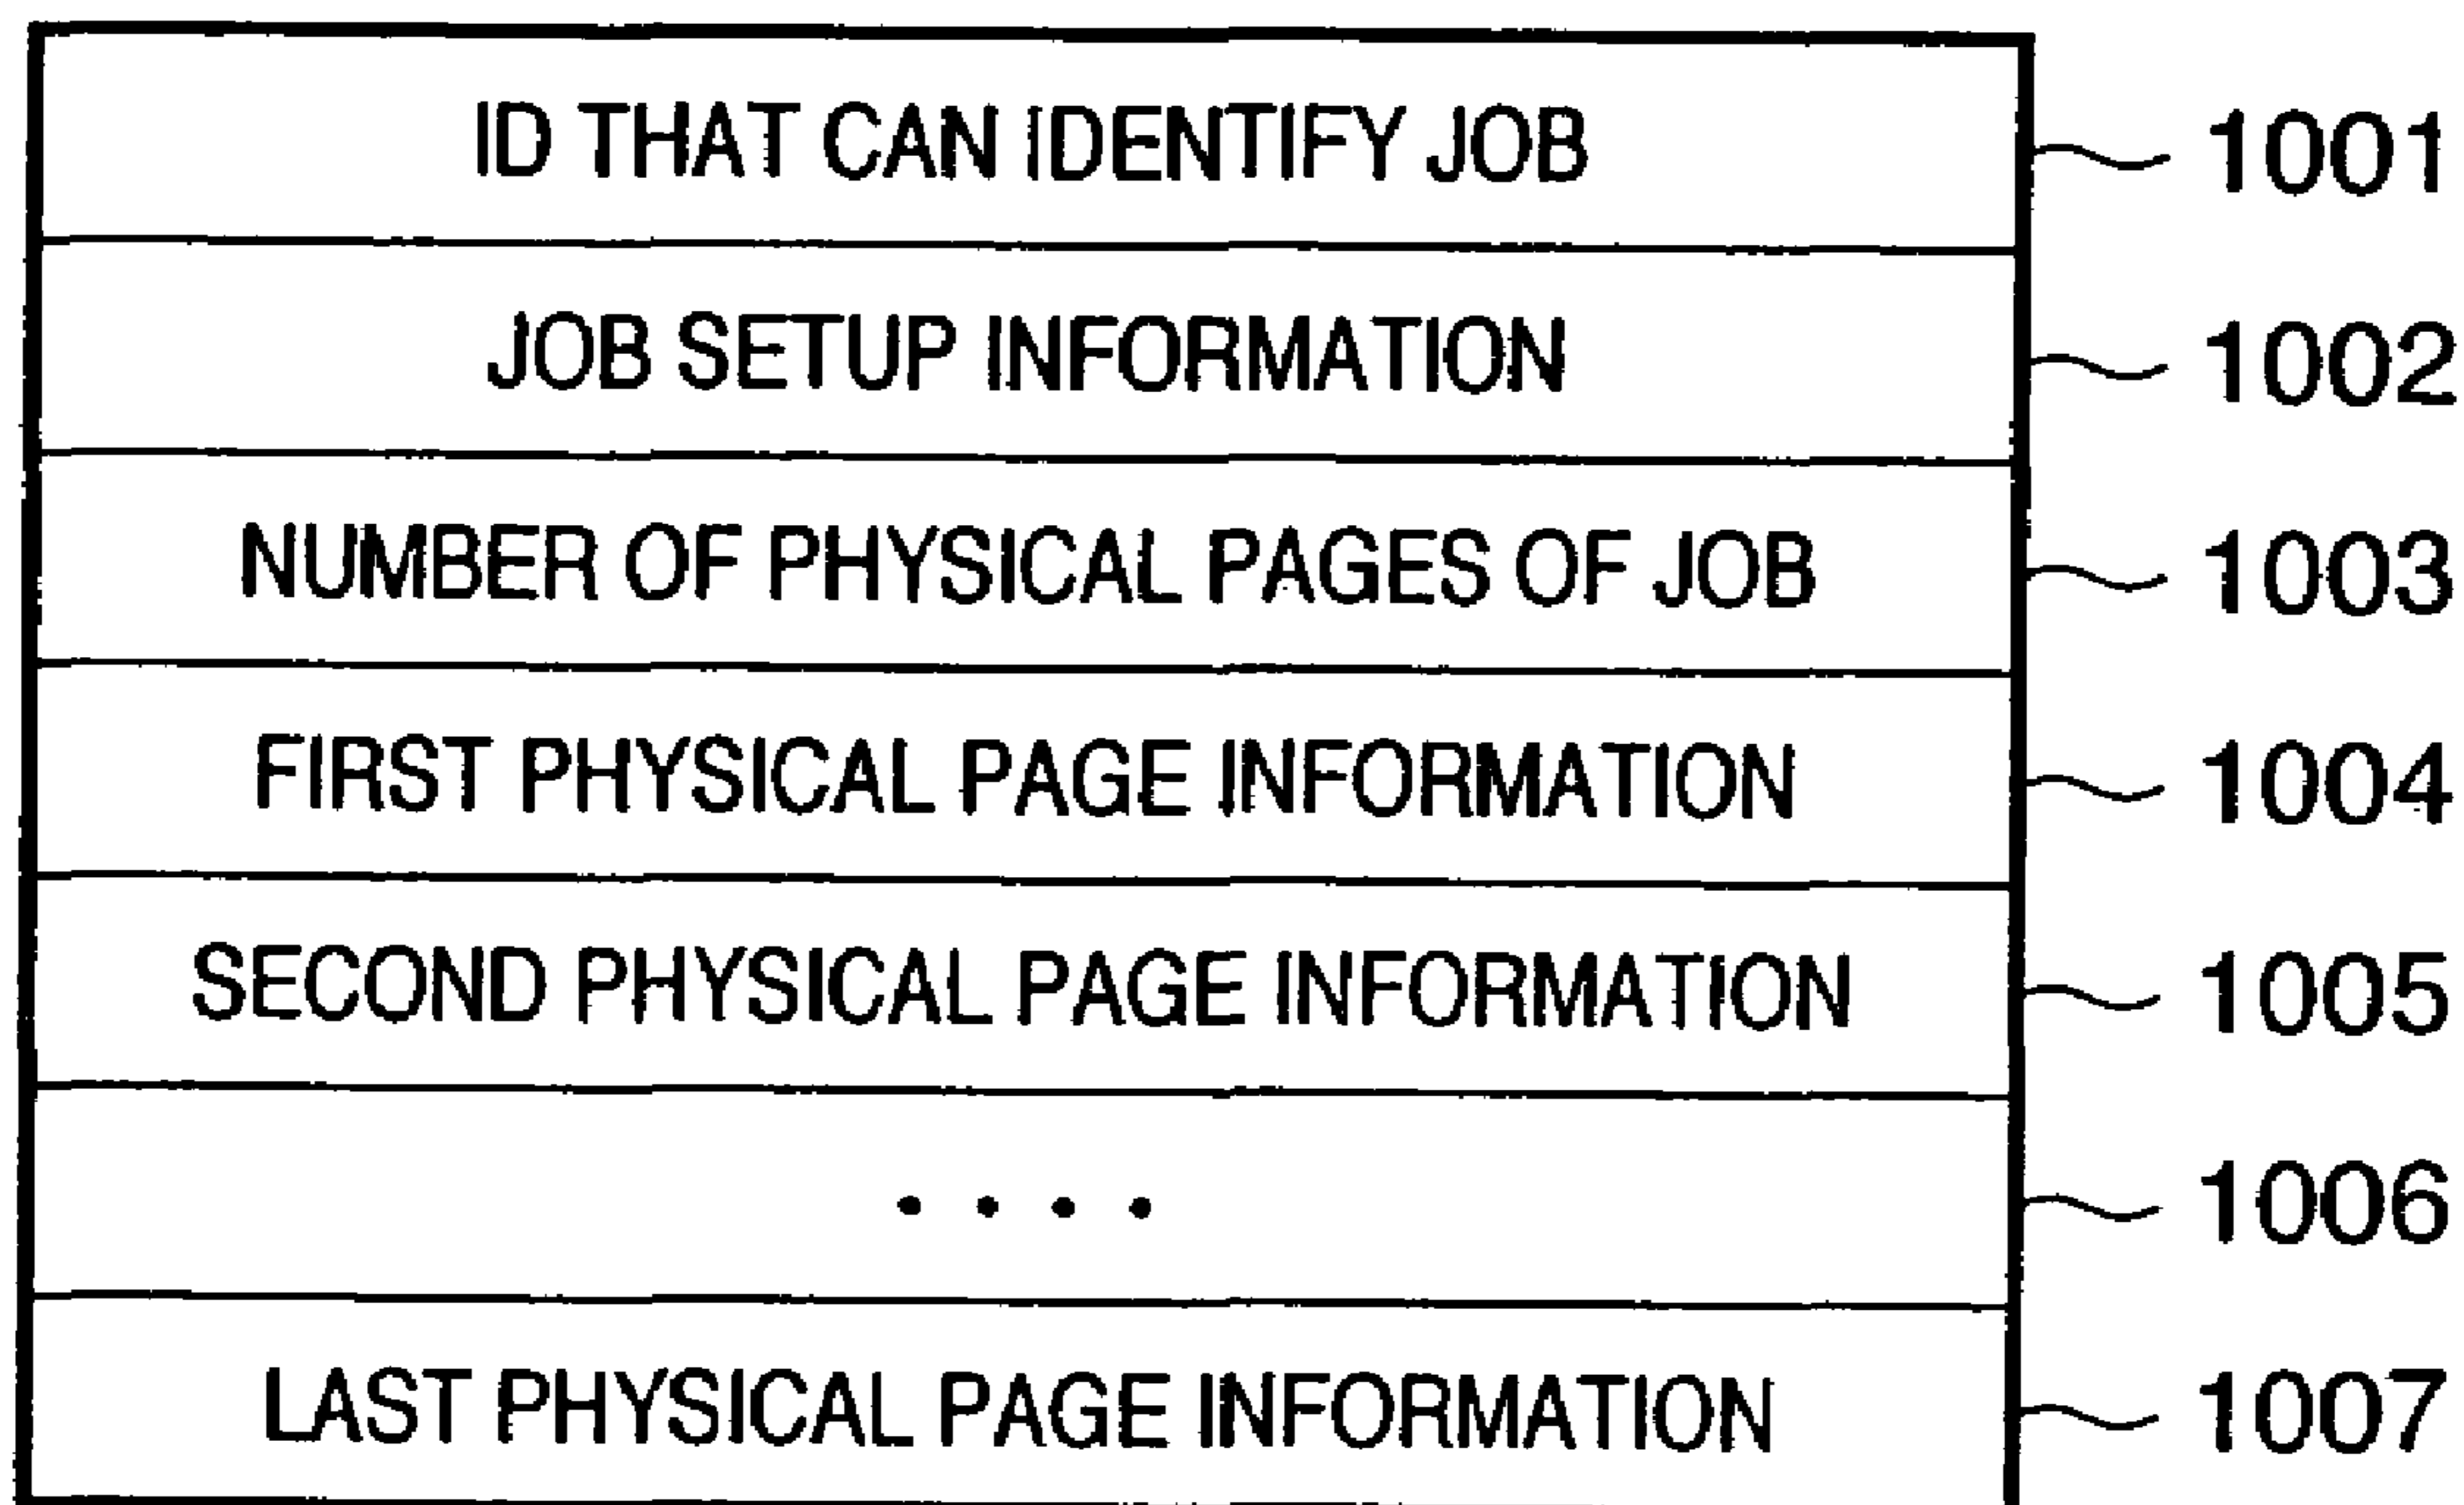 ID THAT CAN IDENTIFY JOB 1001
JOB SETUP INFORMATION 1002
NUMBER OF PHYSICAL PAGES OF JOB 1003
FIRST PHYSICAL PAGE INFORMATION 1004
SECOND PHYSICAL PAGE INFORMATION 1005
• • • • 1006
LAST PHYSICAL PAGE INFORMATION 1007